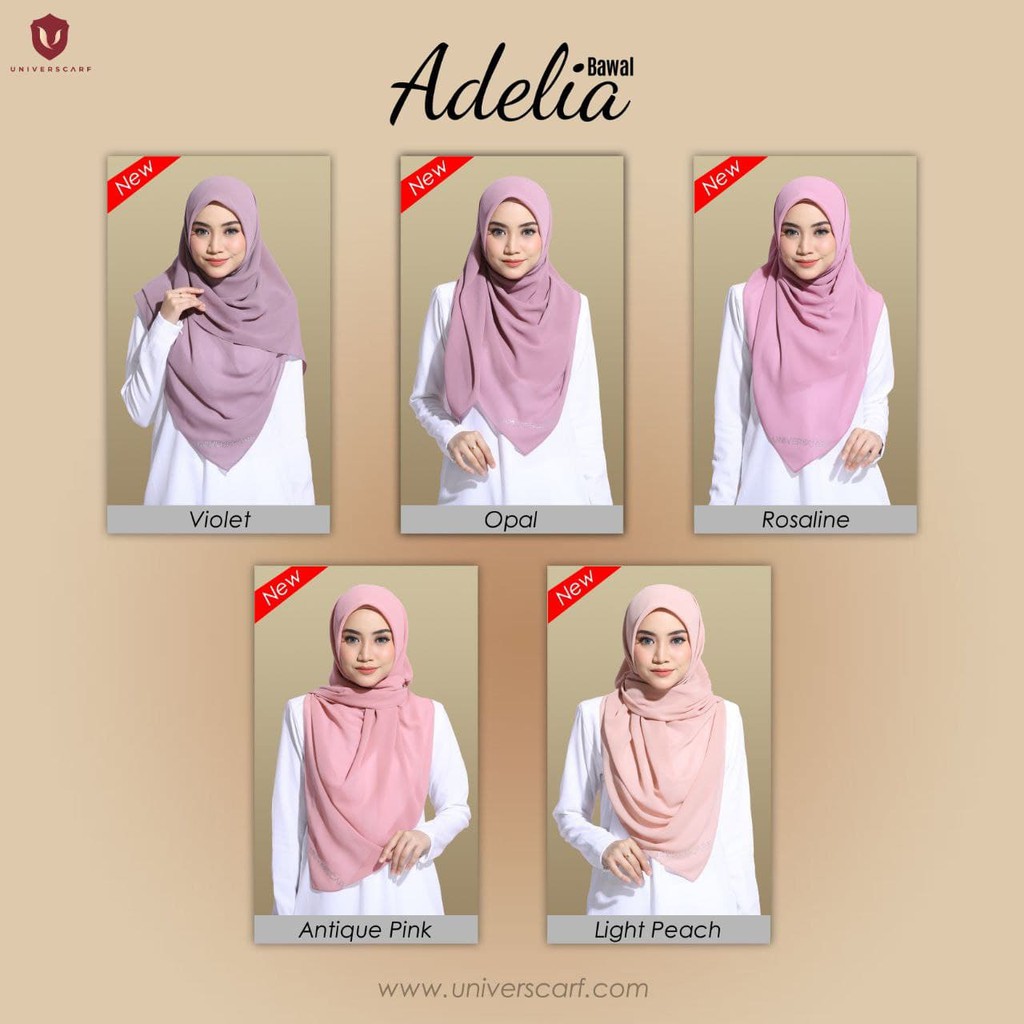 UNIVERSCARF
Adelia Bawal
New
New
New
Violet
Opal
Rosaline
New
New
Antique Pink
Light Peach
www.universcarf.com